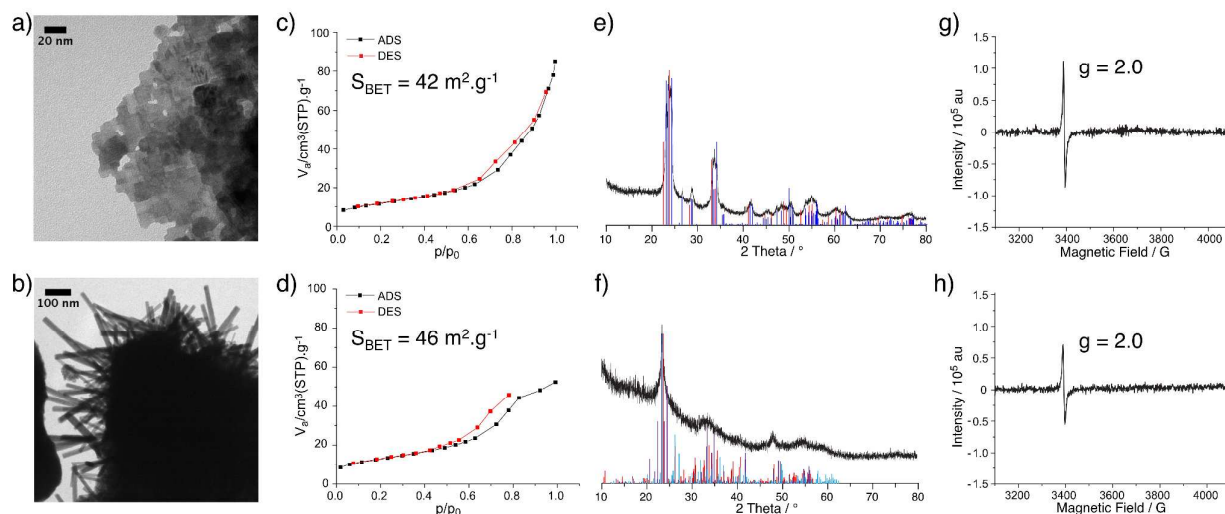 a)
20 nm
b)
100 nm
c)
ADS
DES
S_BET = 42 m².g⁻¹
Vₐ/cm³(STP).g⁻¹
100
80
60
40
20
0
0.0 0.2 0.4 0.6 0.8 1.0
p/p₀
d)
ADS
DES
S_BET = 46 m².g⁻¹
Vₐ/cm³(STP).g⁻¹
100
80
60
40
20
0
0.0 0.2 0.4 0.6 0.8 1.0
p/p₀
e)
10 20 30 40 50 60 70 80
2 Theta / °
f)
10 20 30 40 50 60 70 80
2 Theta / °
g)
g = 2.0
Intensity / 10⁵ au
1.5
1.0
0.5
0
- 0.5
- 1.0
- 1.5
3200 3400 3600 3800 4000
Magnetic Field / G
h)
g = 2.0
Intensity / 10⁵ au
1.5
1.0
0.5
0
- 0.5
- 1.0
- 1.5
3200 3400 3600 3800 4000
Magnetic Field / G